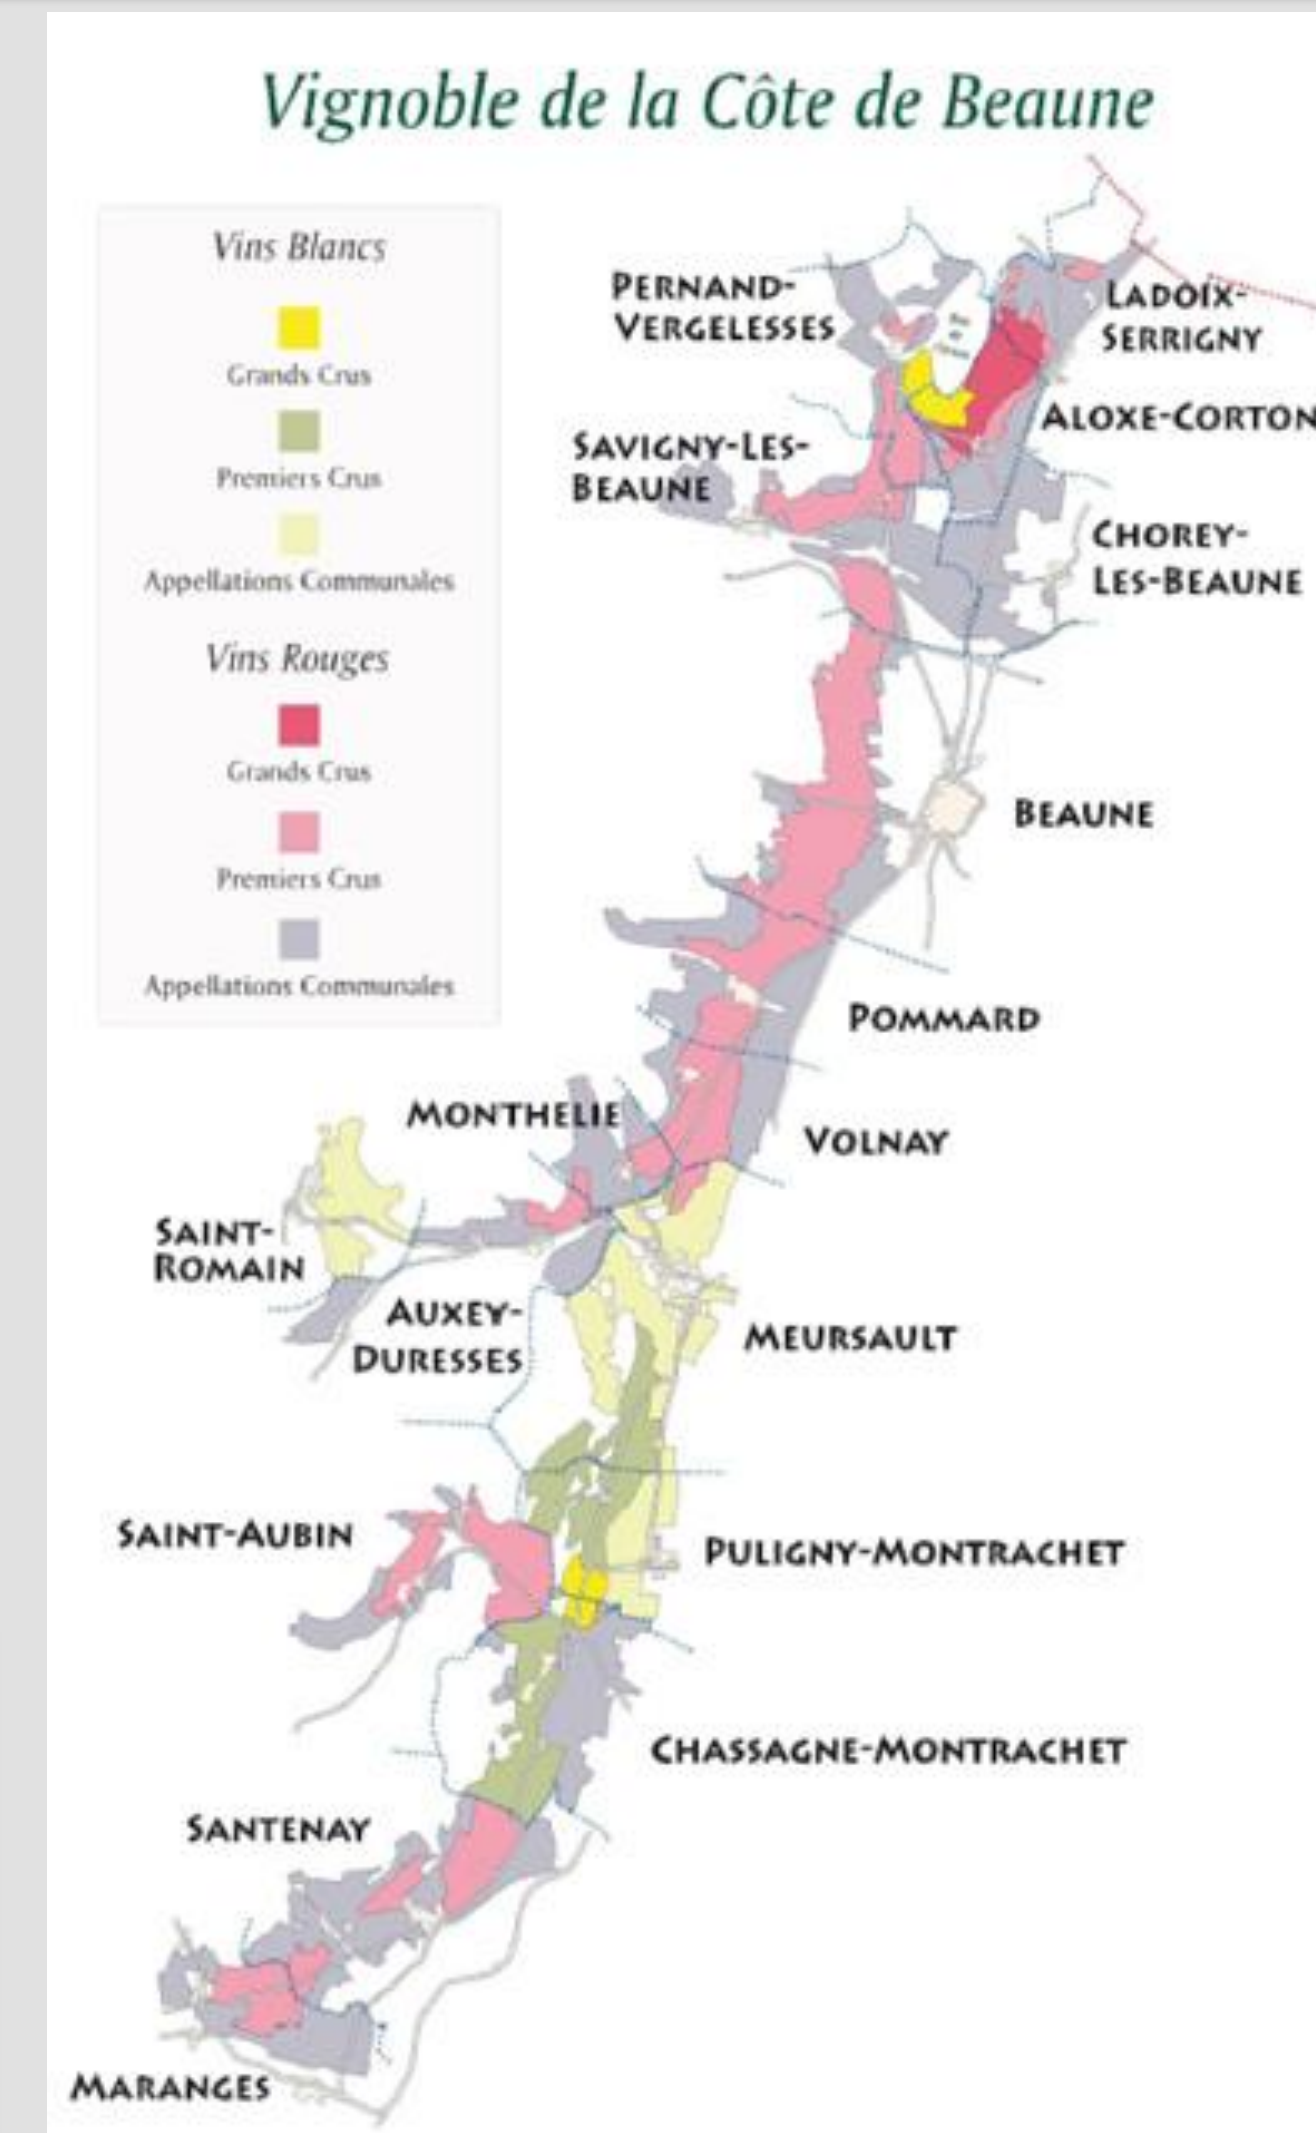 Vignoble de la Côte de Beaune
Vins Blancs
Grands Crus
Premiers Crus
Appellations Communales
Vins Rouges
Grands Crus
Premiers Crus
Appellations Communales
PERNAND-
VERGELESSES
LADOIX-
SERRIGNY
ALOXE-CORTON
SAVIGNY-LES-
BEAUNE
CHOREY-
LES-BEAUNE
BEAUNE
POMMARD
MONTHELIE
VOLNAY
SAINT-
ROMAIN
AUXEY-
DURESSES
MEURSAULT
SAINT-AUBIN
PULIGNY-MONTRACHET
CHASSAGNE-MONTRACHET
SANTENAY
MARANGES